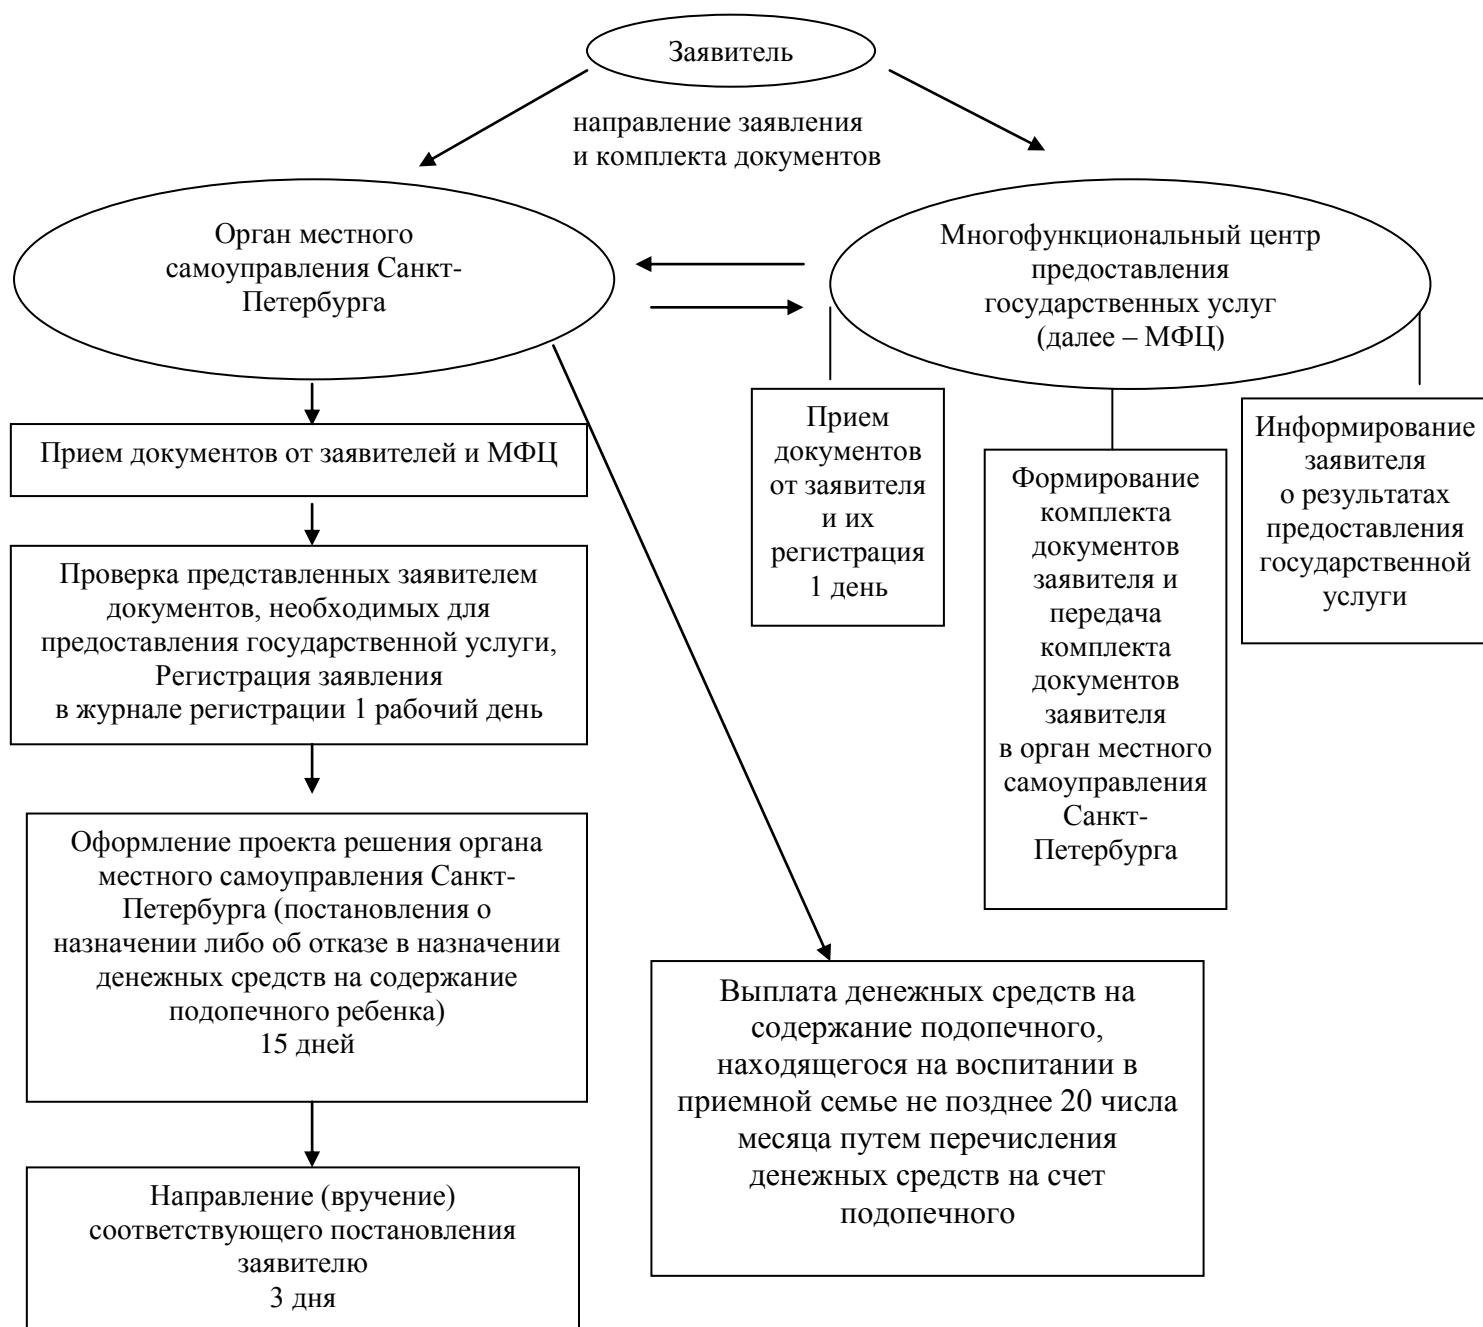 Заявитель
направление заявления
и комплекта документов
Орган местного
самоуправления Санкт-
Петербурга
Многофункциональный центр
предоставления
государственных услуг
(далее – МФЦ)
Прием документов от заявителей и МФЦ
Проверка представленных заявителем
документов, необходимых для
предоставления государственной услуги,
Регистрация заявления
в журнале регистрации 1 рабочий день
Оформление проекта решения органа
местного самоуправления Санкт-
Петербурга (постановления о
назначении либо об отказе в назначении
денежных средств на содержание
подопечного ребенка)
15 дней
Направление (вручение)
соответствующего постановления
заявителю
3 дня
Прием
документов
от заявителя
и их
регистрация
1 день
Формирование
комплекта
документов
заявителя и
передача
комплекта
документов
заявителя
в орган местного
самоуправления
Санкт-
Петербурга
Информирование
заявителя
о результатах
предоставления
государственной
услуги
Выплата денежных средств на
содержание подопечного,
находящегося на воспитании в
приемной семье не позднее 20 числа
месяца путем перечисления
денежных средств на счет
подопечного